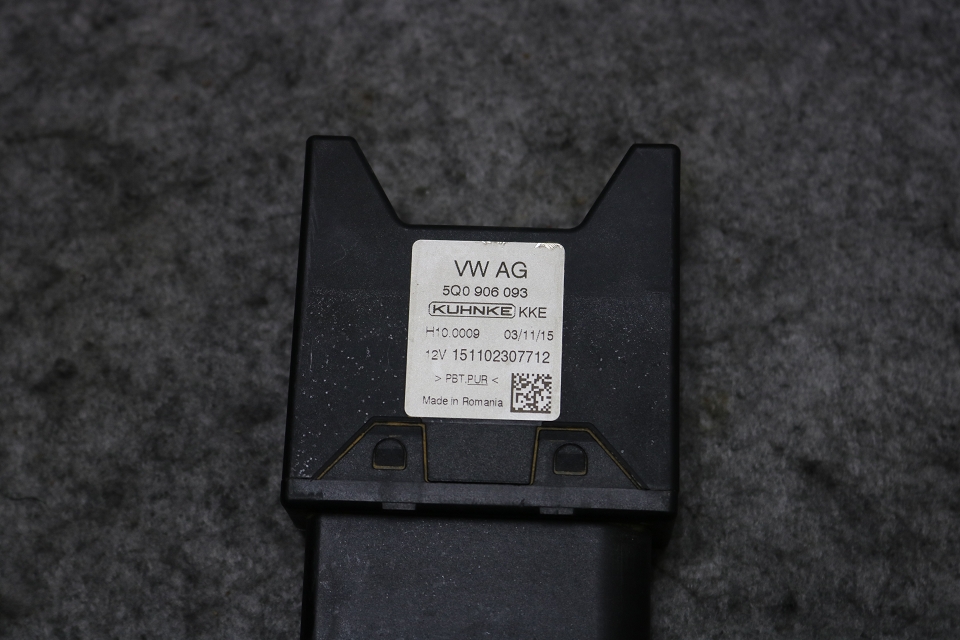 VW AG
5Q0 906 093
KUHNKE KKE
H10.0009 03/11/15
12V 151102307712
> PBT.PUR <
Made in Romania